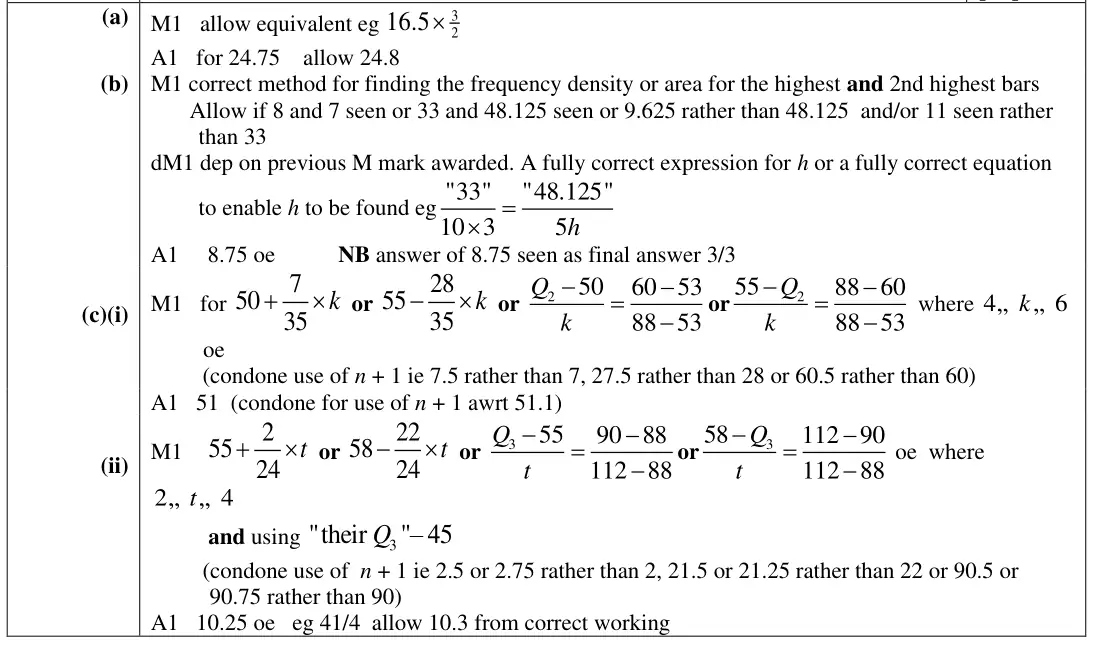 (a) M1 allow equivalent eg 16.5 × 3/2
A1 for 24.75 allow 24.8
(b) M1 correct method for finding the frequency density or area for the highest and 2nd highest bars
Allow if 8 and 7 seen or 33 and 48.125 seen or 9.625 rather than 48.125 and/or 11 seen rather
than 33
dM1 dep on previous M mark awarded. A fully correct expression for h or a fully correct equation
to enable h to be found eg "33"/(10×3) = "48.125"/5h
A1 8.75 oe NB answer of 8.75 seen as final answer 3/3
(c)(i) M1 for 50 + 7/35 × k or 55 − 28/35 × k or (Q₂ − 50)/k = (60 − 53)/(88 − 53) or (55 − Q₂)/k = (88 − 60)/(88 − 53) where 4,, k,, 6
oe
(condone use of n + 1 ie 7.5 rather than 7, 27.5 rather than 28 or 60.5 rather than 60)
A1 51 (condone for use of n + 1 awrt 51.1)
(ii) M1 55 + 2/24 × t or 58 − 22/24 × t or (Q₃ − 55)/t = (90 − 88)/(112 − 88) or (58 − Q₃)/t = (112 − 90)/(112 − 88) oe where
2,, t,, 4
and using "their Q₃" − 45
(condone use of n + 1 ie 2.5 or 2.75 rather than 2, 21.5 or 21.25 rather than 22 or 90.5 or
90.75 rather than 90)
A1 10.25 oe eg 41/4 allow 10.3 from correct working